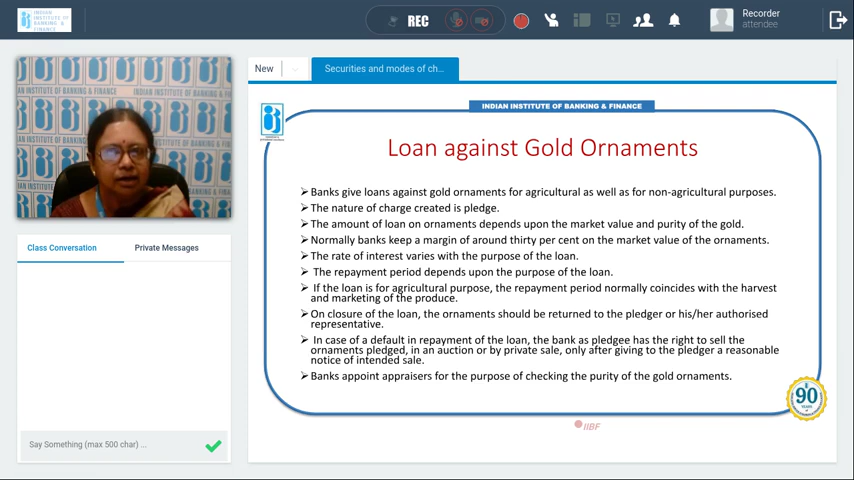 INDIAN
INSTITUTE OF
BANKING &
FINANCE
REC
Recorder
attendee
New
Securities and modes of ch...
INDIAN INSTITUTE OF BANKING & FINANCE
Loan against Gold Ornaments
➢Banks give loans against gold ornaments for agricultural as well as for non-agricultural purposes.
➢The nature of charge created is pledge.
➢The amount of loan on ornaments depends upon the market value and purity of the gold.
➢Normally banks keep a margin of around thirty per cent on the market value of the ornaments.
➢The rate of interest varies with the purpose of the loan.
➢ The repayment period depends upon the purpose of the loan.
➢ If the loan is for agricultural purpose, the repayment period normally coincides with the harvest
and marketing of the produce.
➢On closure of the loan, the ornaments should be returned to the pledger or his/her authorised
representative.
➢ In case of a default in repayment of the loan, the bank as pledgee has the right to sell the
ornaments pledged, in an auction or by private sale, only after giving to the pledger a reasonable
notice of intended sale.
➢Banks appoint appraisers for the purpose of checking the purity of the gold ornaments.
90
YEARS
IIBF
Class Conversation
Private Messages
Say Something (max 500 char) ...